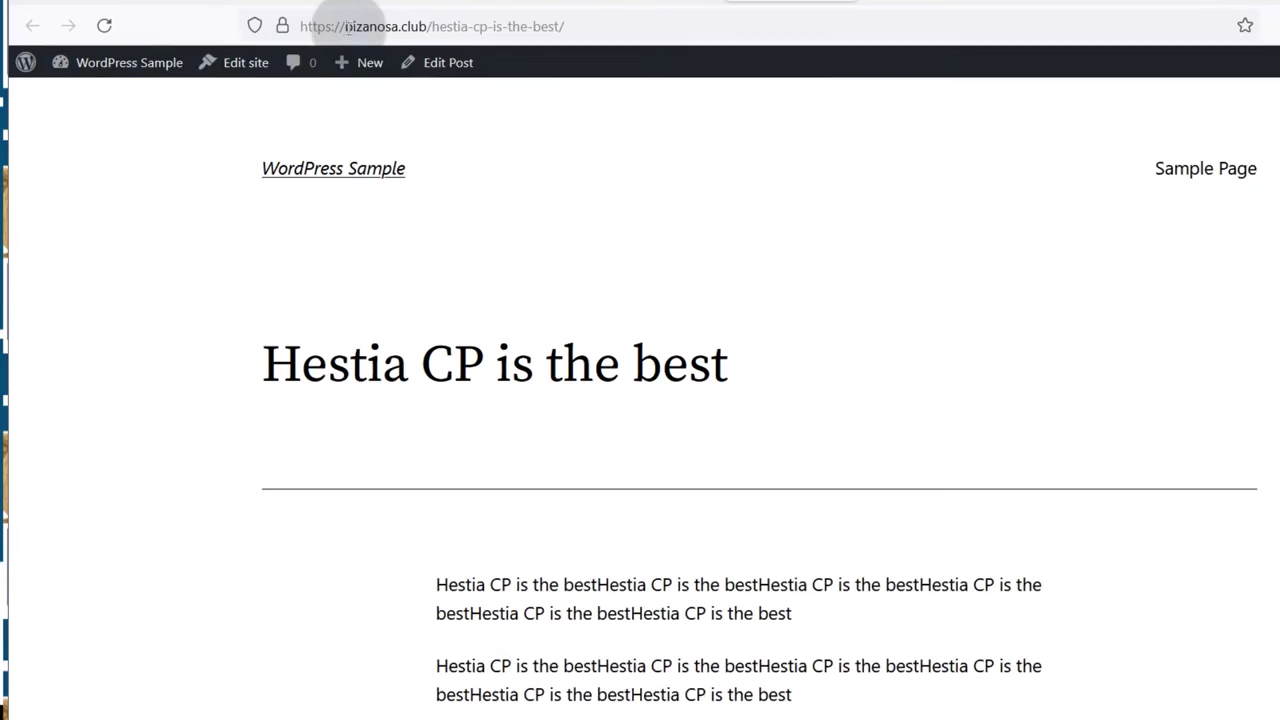 https://pizanosa.club/hestia-cp-is-the-best/
WordPress Sample Edit site 0 New Edit Post
WordPress Sample Sample Page
Hestia CP is the best
Hestia CP is the bestHestia CP is the bestHestia CP is the bestHestia CP is the
bestHestia CP is the bestHestia CP is the best
Hestia CP is the bestHestia CP is the bestHestia CP is the bestHestia CP is the
bestHestia CP is the bestHestia CP is the best